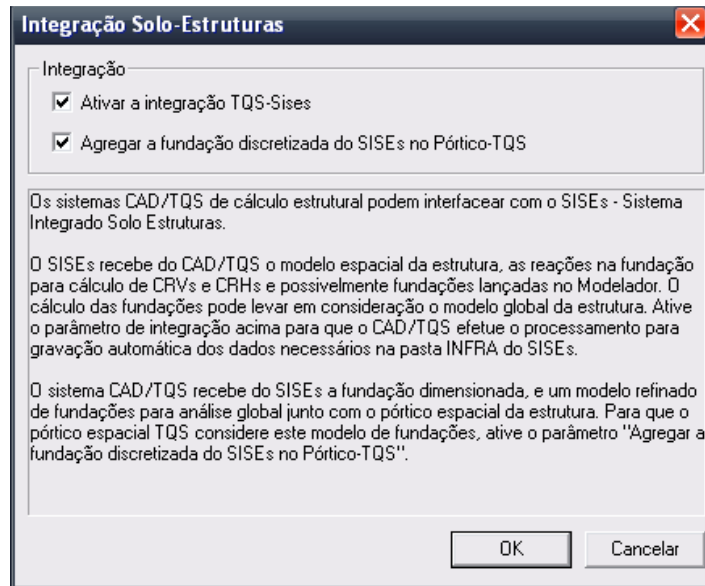 Integração Solo-Estruturas
Integração
Ativar a integração TQS-Sises
Agregar a fundação discretizada do SISEs no Pórtico-TQS
Os sistemas CAD/TQS de cálculo estrutural podem interfacear com o SISEs - Sistema
Integrado Solo Estruturas.
O SISEs recebe do CAD/TQS o modelo espacial da estrutura, as reações na fundação
para cálculo de CRVs e CRHs e possivelmente fundações lançadas no Modelador. O
cálculo das fundações pode levar em consideração o modelo global da estrutura. Ative
o parâmetro de integração acima para que o CAD/TQS efetue o processamento para
gravação automática dos dados necessários na pasta INFRA do SISEs.
O sistema CAD/TQS recebe do SISEs a fundação dimensionada, e um modelo refinado
de fundações para análise global junto com o pórtico espacial da estrutura. Para que o
pórtico espacial TQS considere este modelo de fundações, ative o parâmetro "Agregar a
fundação discretizada do SISEs no Pórtico-TQS".
OK
Cancelar